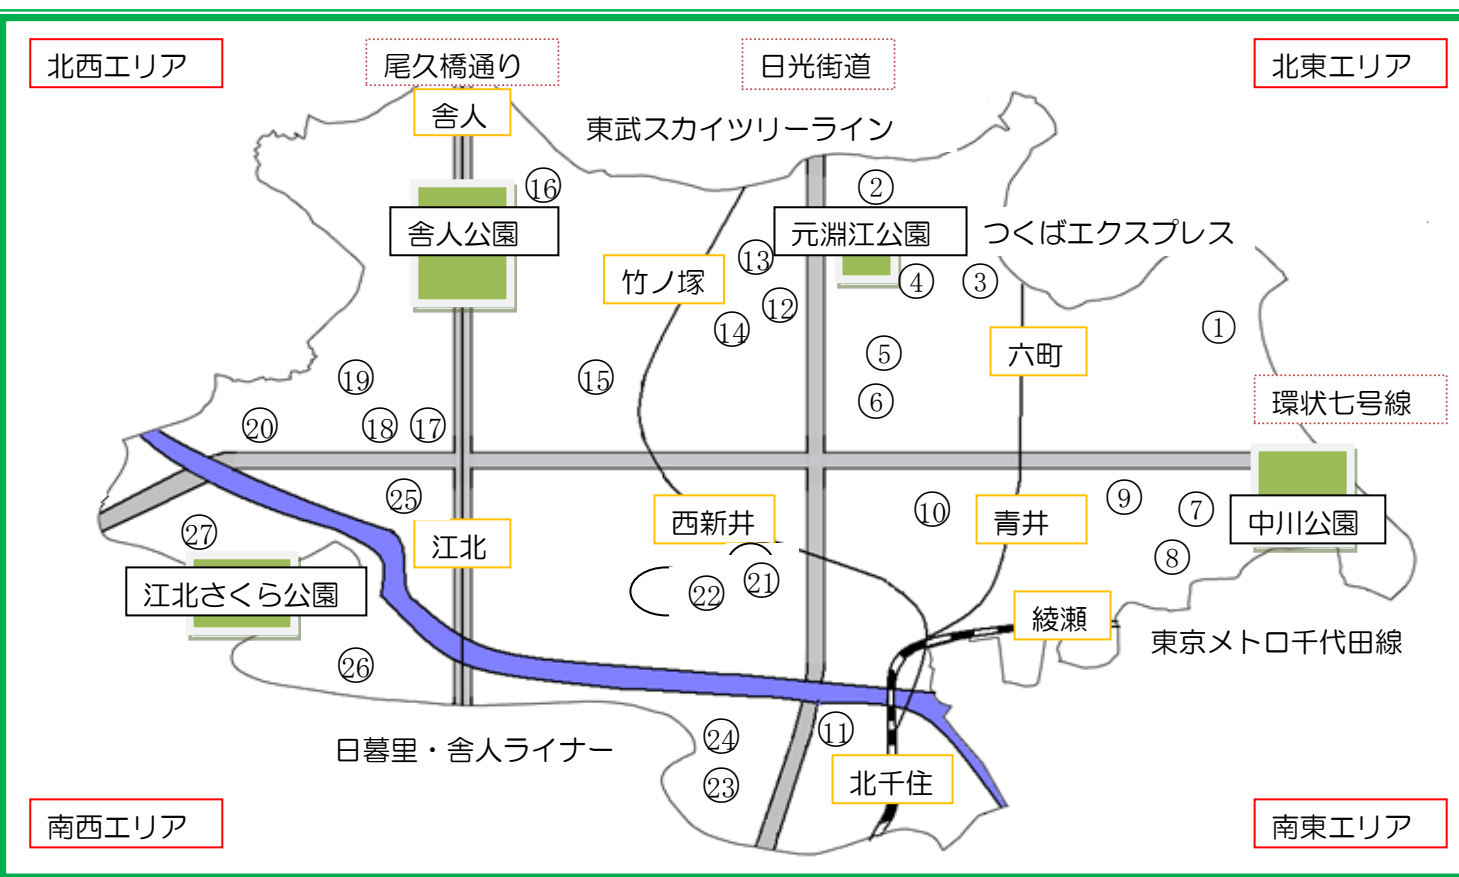 北西エリア
尾久橋通り
日光街道
北東エリア
舎人
東武スカイツリーライン
⑯
②
舎人公園
元淵江公園
つくばエクスプレス
⑬
竹ノ塚
④
③
⑫
⑭
①
⑤
六町
⑲
⑮
⑥
環状七号線
⑳
⑱
⑰
㉕
⑨
⑦
⑩
西新井
青井
中川公園
㉗
江北
⑧
江北さくら公園
㉒
㉑
綾瀬
東京メトロ千代田線
㉖
㉔
⑪
日暮里・舎人ライナー
㉓
北千住
南西エリア
南東エリア